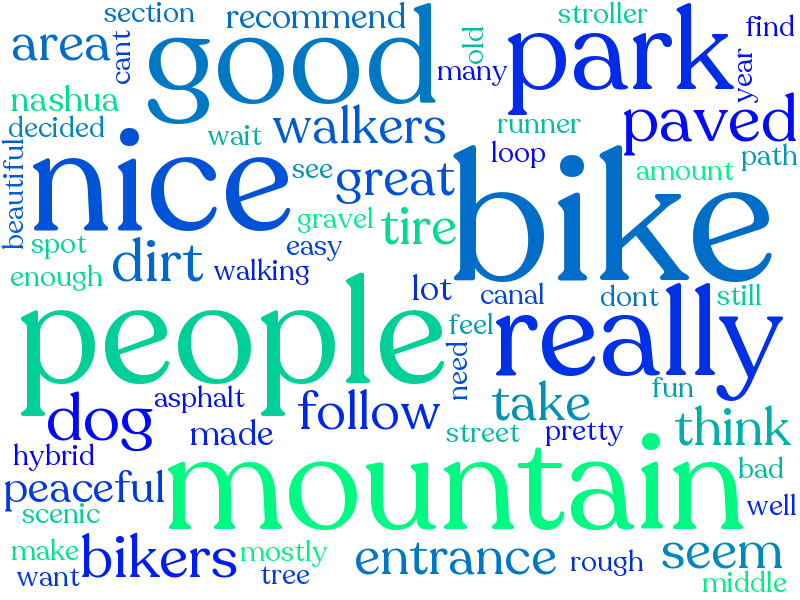 section
recommend
stroller
find
area
cant
good
old
park
many
year
nashua
paved
decided
wait
walkers
runner
loop
path
beautiful
nice
see
great
bike
amount
gravel
tire
spot
dirt
easy
enough
walking
lot
canal
dont
still
people
feel
really
need
asphalt
fun
dog
follow
take
made
street
pretty
think
hybrid
mountain
bad
peaceful
well
scenic
make
bikers
mostly
entrance
rough
seem
want
tree
middle